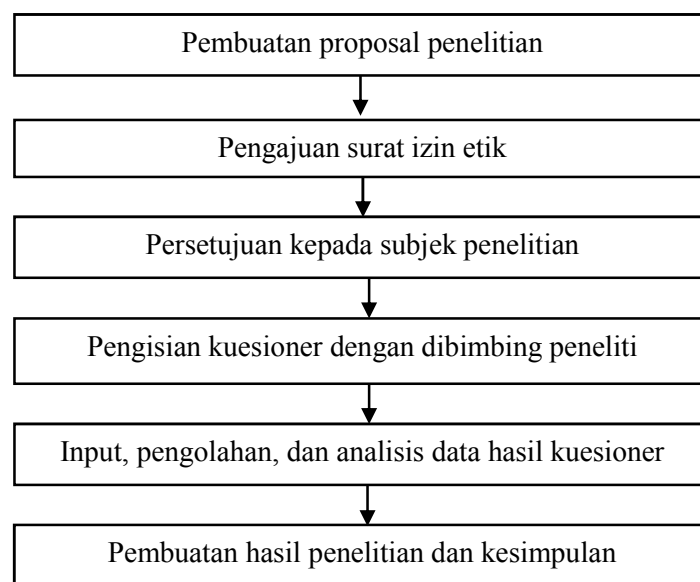 Pembuatan proposal penelitian
Pengajuan surat izin etik
Persetujuan kepada subjek penelitian
Pengisian kuesioner dengan dibimbing peneliti
Input, pengolahan, dan analisis data hasil kuesioner
Pembuatan hasil penelitian dan kesimpulan